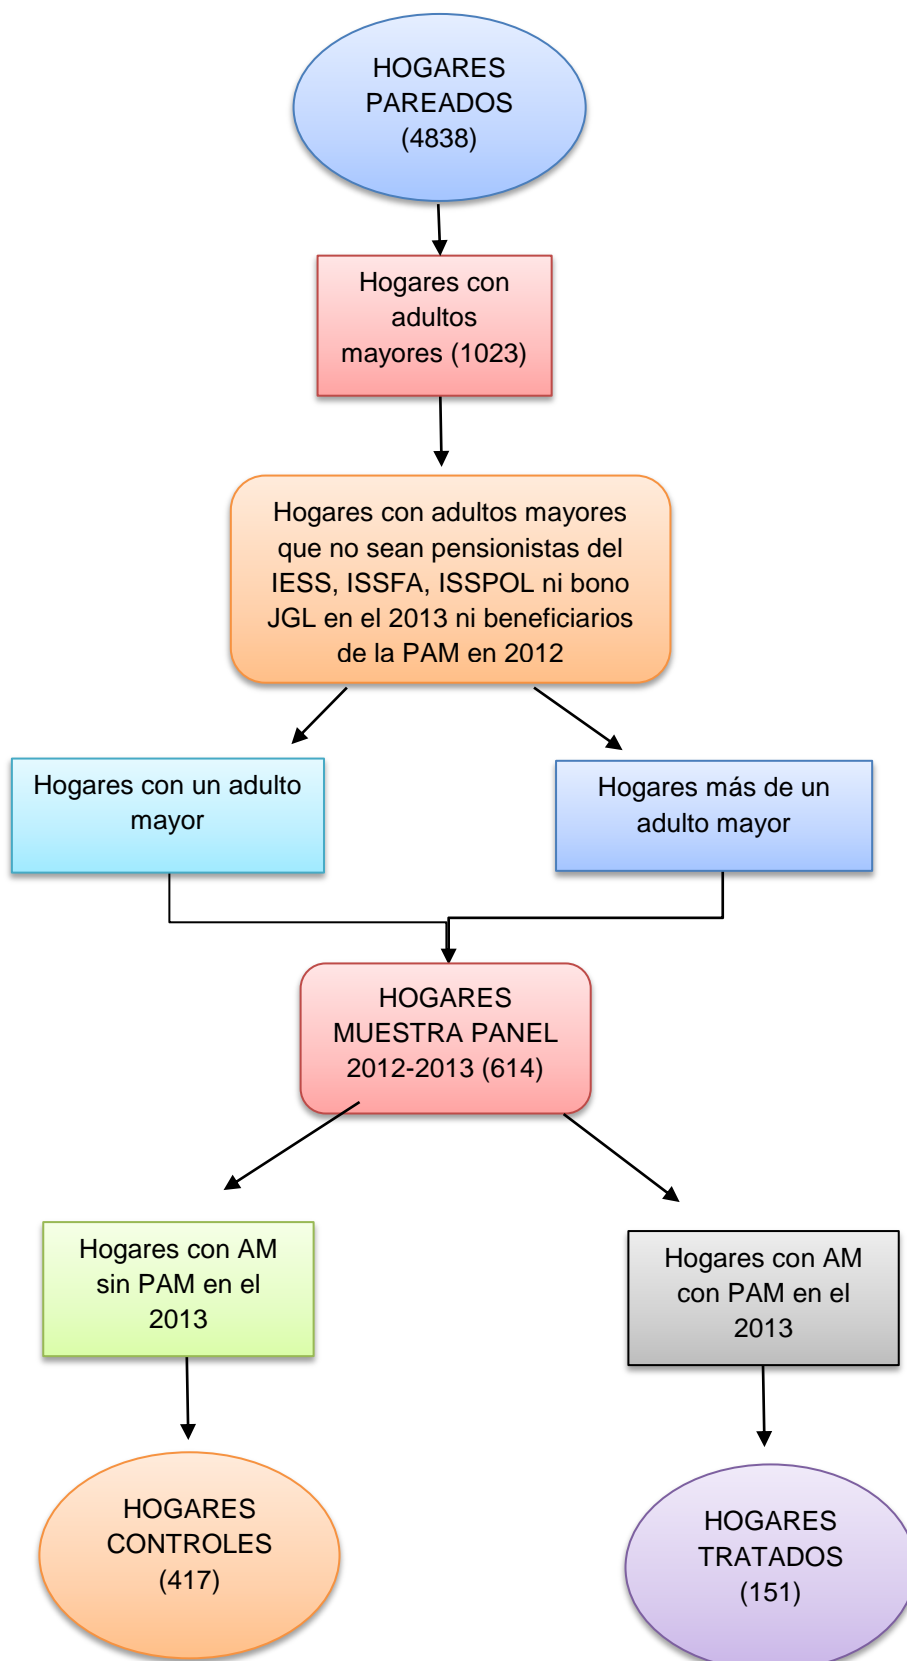 HOGARES
PAREADOS
(4838)
Hogares con
adultos
mayores (1023)
Hogares con adultos mayores
que no sean pensionistas del
IESS, ISSFA, ISSPOL ni bono
JGL en el 2013 ni beneficiarios
de la PAM en 2012
Hogares con un adulto
mayor
Hogares más de un
adulto mayor
HOGARES
MUESTRA PANEL
2012-2013 (614)
Hogares con AM
sin PAM en el
2013
Hogares con AM
con PAM en el
2013
HOGARES
CONTROLES
(417)
HOGARES
TRATADOS
(151)